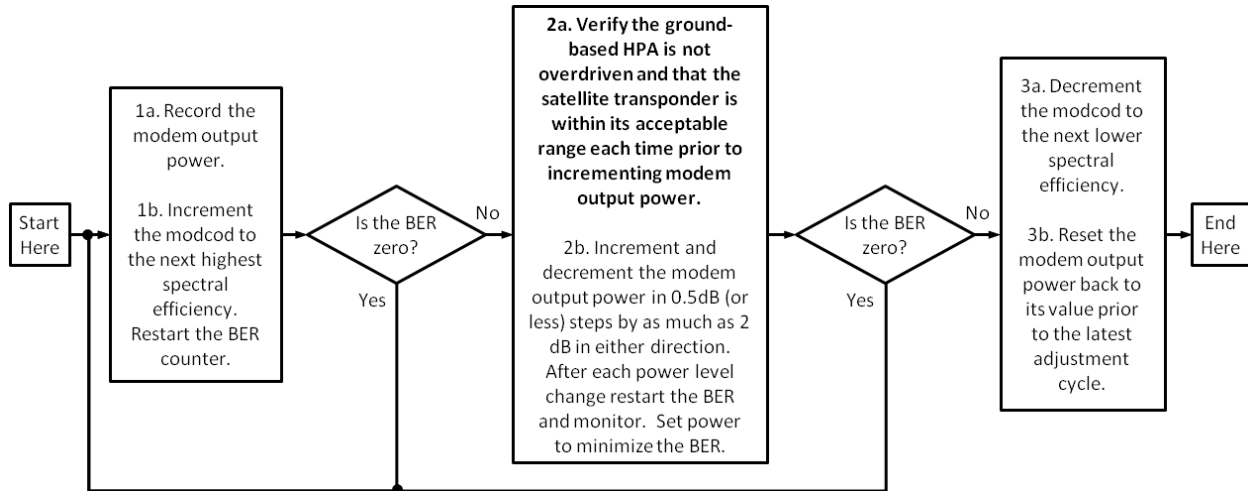 Start
Here
1a. Record the
modem output
power.
1b. Increment
the modcod to
the next highest
spectral
efficiency.
Restart the BER
counter.
Is the BER
zero?
No
Yes
2a. Verify the ground-
based HPA is not
overdriven and that the
satellite transponder is
within its acceptable
range each time prior to
incrementing modem
output power.
2b. Increment and
decrement the modem
output power in 0.5dB (or
less) steps by as much as 2
dB in either direction.
After each power level
change restart the BER
and monitor.  Set power
to minimize the BER.
Is the BER
zero?
No
Yes
3a. Decrement
the modcod to
the next lower
spectral
efficiency.
3b. Reset the
modem output
power back to
its value prior
to the latest
adjustment
cycle.
End
Here